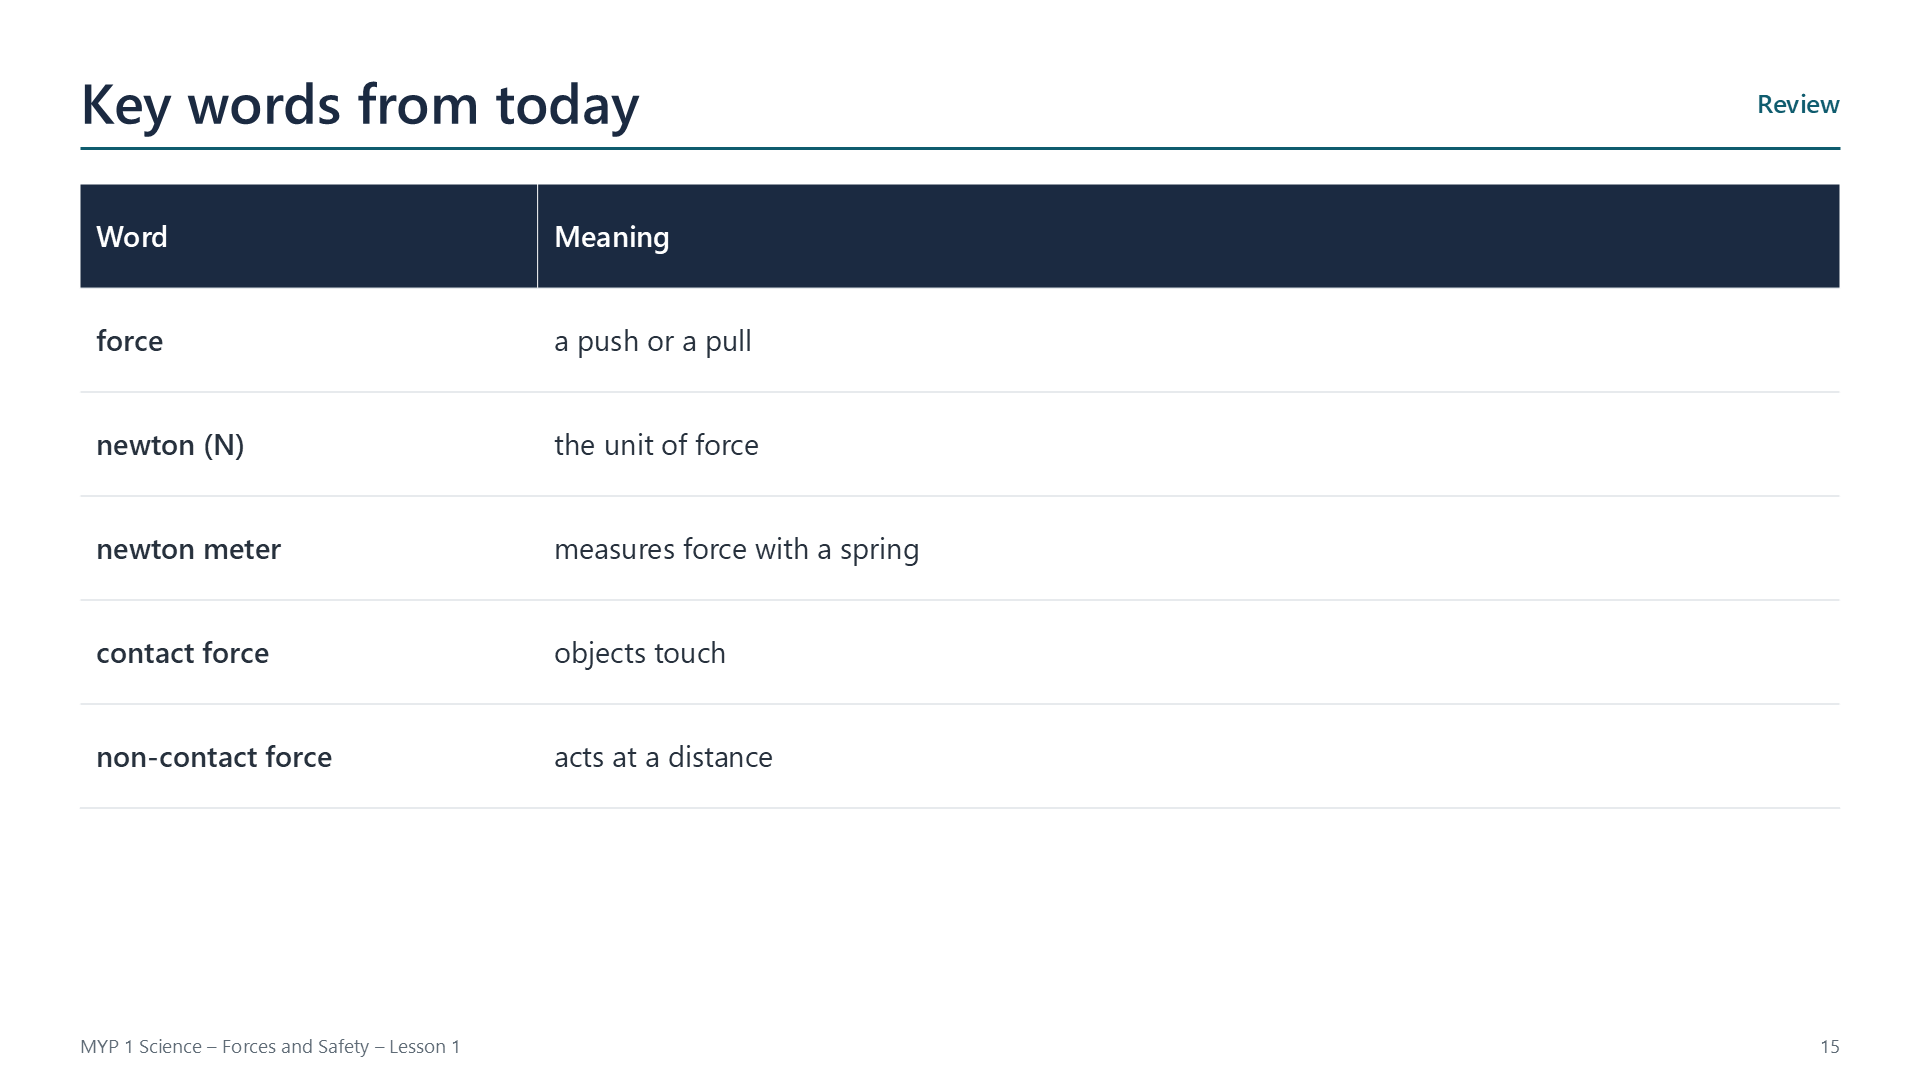 Key words from today
Review
Word Meaning
force a push or a pull
newton (N) the unit of force
newton meter measures force with a spring
contact force objects touch
non-contact force acts at a distance
MYP 1 Science – Forces and Safety – Lesson 1
15